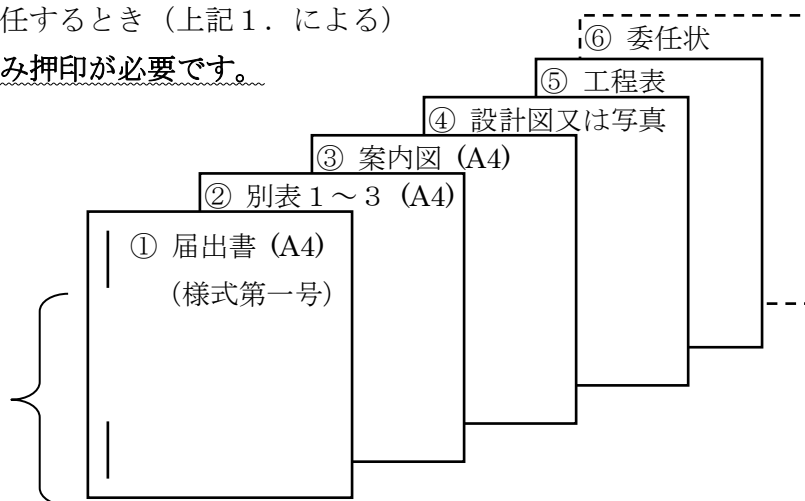 任するとき（上記１．による）
み押印が必要です。
⑥ 委任状
⑤ 工程表
④ 設計図又は写真
③ 案内図 (A4)
② 別表１～３ (A4)
① 届出書 (A4)
（様式第一号）